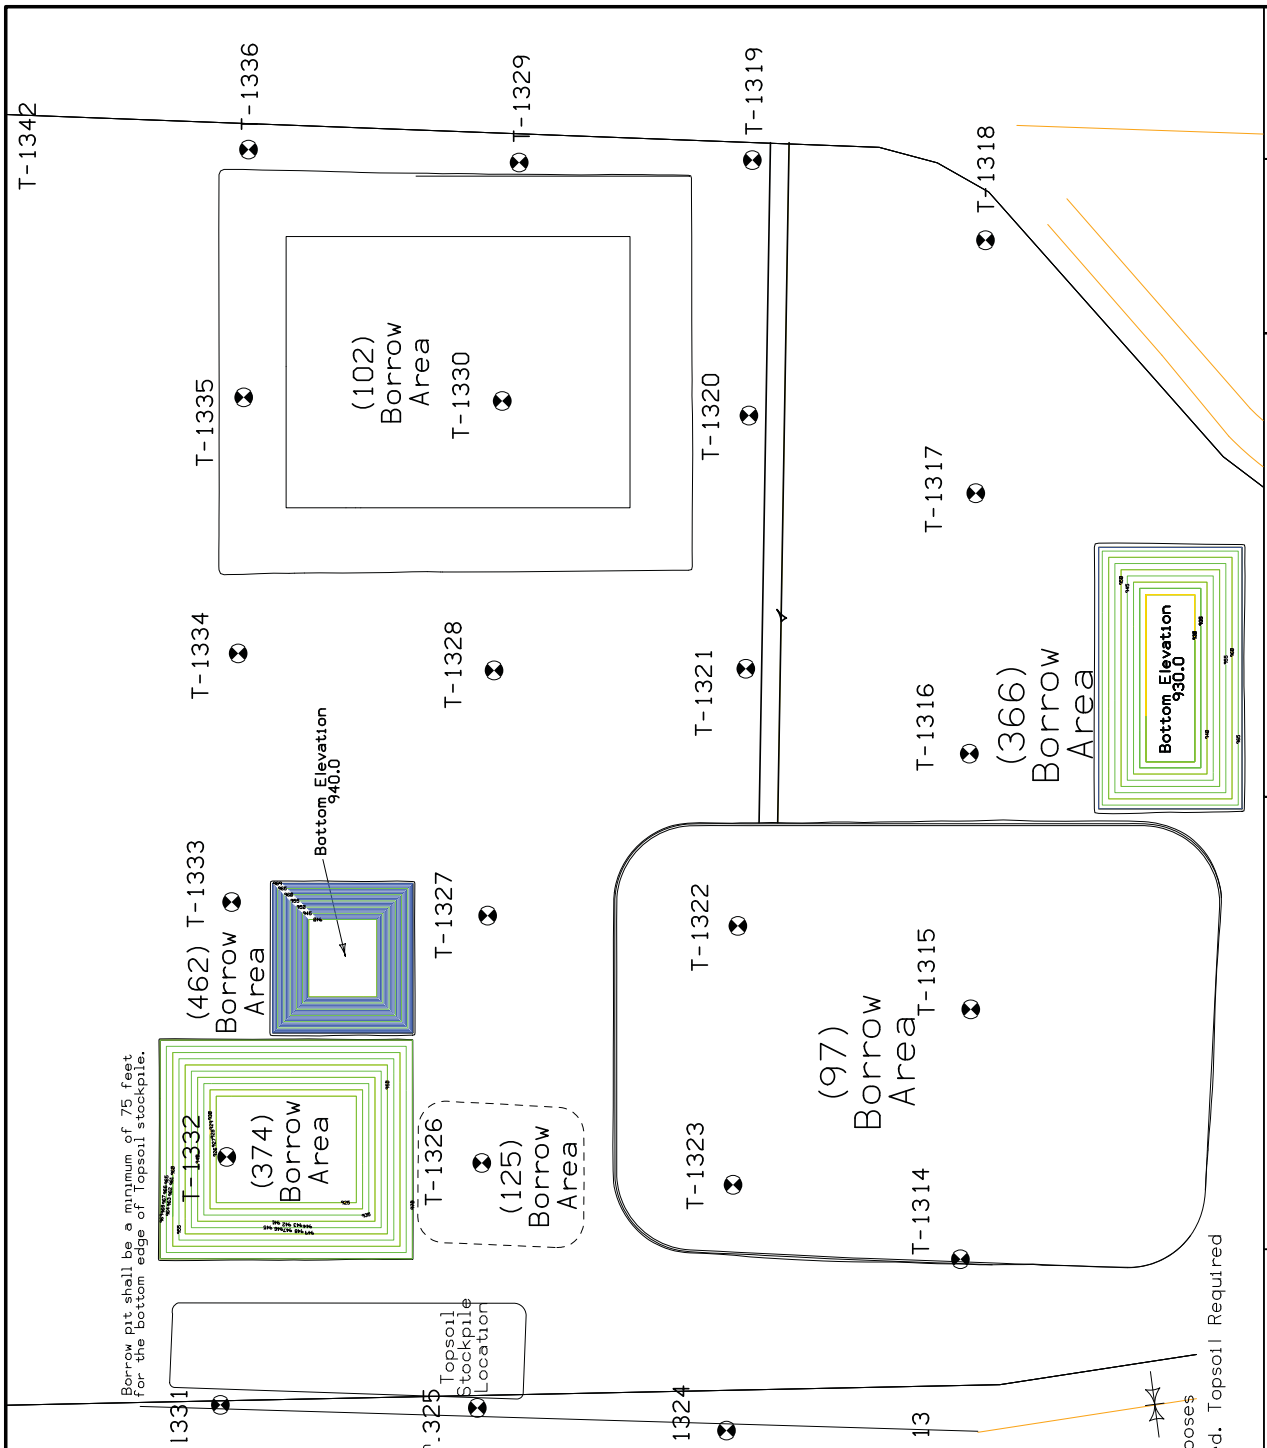 T-1342
T-1336
T-1329
T-1319
T-1318
T-1335
(102)
Borrow
Area
T-1330
T-1320
T-1317
T-1334
T-1328
T-1321
T-1316
(366)
Borrow
Area
Bottom Elevation
930.0
Bottom Elevation
940.0
T-1333
(462)
Borrow
Area
T-1327
T-1322
T-1315
(97)
Borrow
Area
Borrow pit shall be a minimum of 75 feet
for the bottom edge of Topsoil stockpile.
T-1332
(374)
Borrow
Area
T-1326
(125)
Borrow
Area
T-1323
T-1314
Topsoil
Stockpile
Location
1331
1325
1324
13
poses
d. Topsoil Required